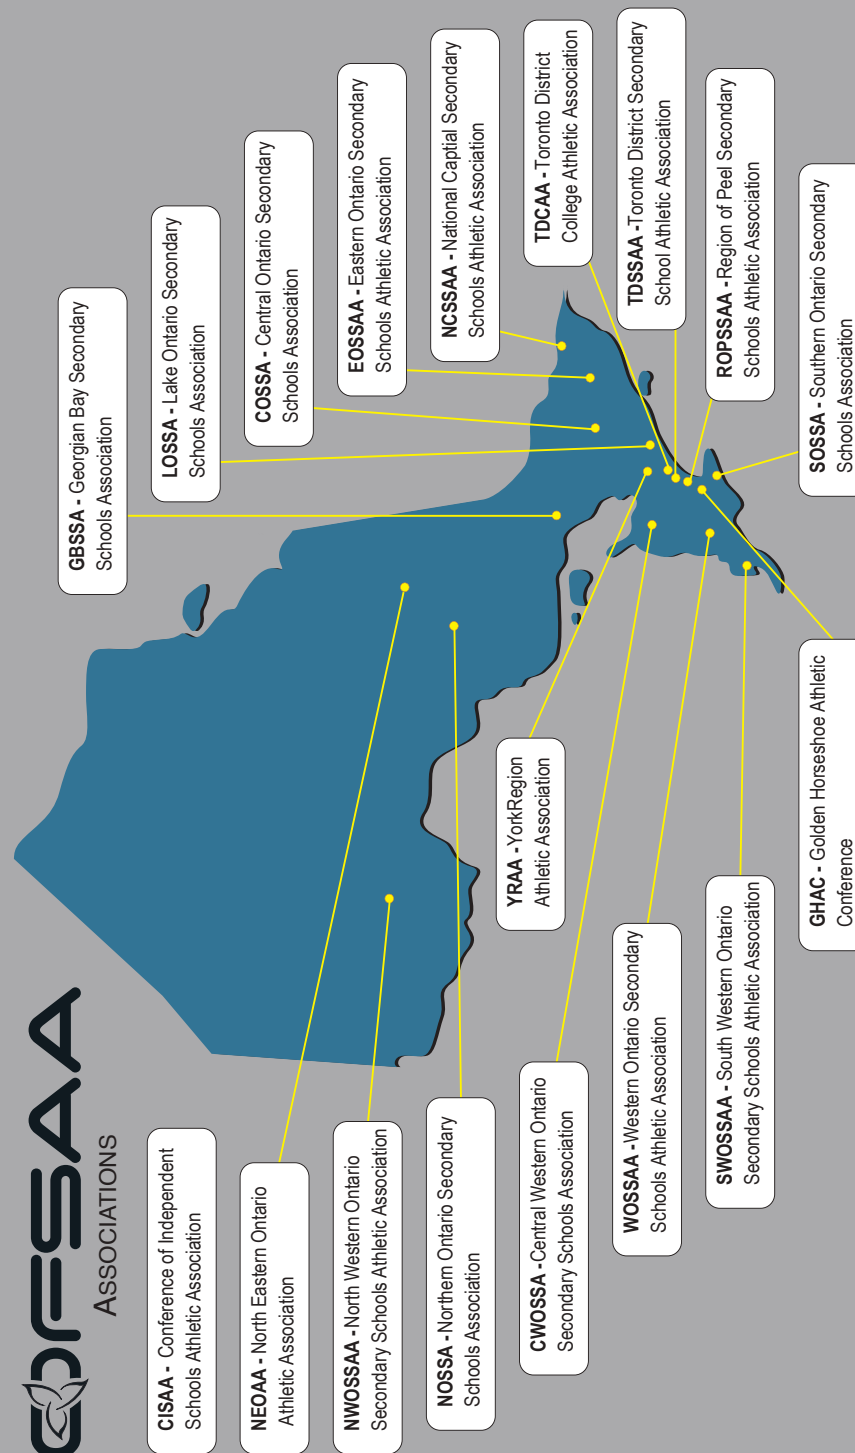 OFSAA
ASSOCIATIONS
CISAA - Conference of Independent
Schools Athletic Association
NEOAA - North Eastern Ontario
Athletic Association
NWOSSAA - North Western Ontario
Secondary Schools Athletic Association
NOSSA - Northern Ontario Secondary
Schools Association
CWOSSA - Central Western Ontario
Secondary Schools Association
WOSSAA - Western Ontario Secondary
Schools Athletic Association
SWOSSAA - South Western Ontario
Secondary Schools Athletic Association
GHAC - Golden Horseshoe Athletic
Conference
YRAA - YorkRegion
Athletic Association
GBSSA - Georgian Bay Secondary
Schools Association
LOSSA - Lake Ontario Secondary
Schools Association
COSSA - Central Ontario Secondary
Schools Association
EOSSAA - Eastern Ontario Secondary
Schools Athletic Association
NCSSAA - National Captial Secondary
Schools Athletic Association
TDCAA - Toronto District
College Athletic Association
TDSSAA -Toronto District Secondary
School Athletic Association
ROPSSAA - Region of Peel Secondary
Schools Athletic Association
SOSSA - Southern Ontario Secondary
Schools Association